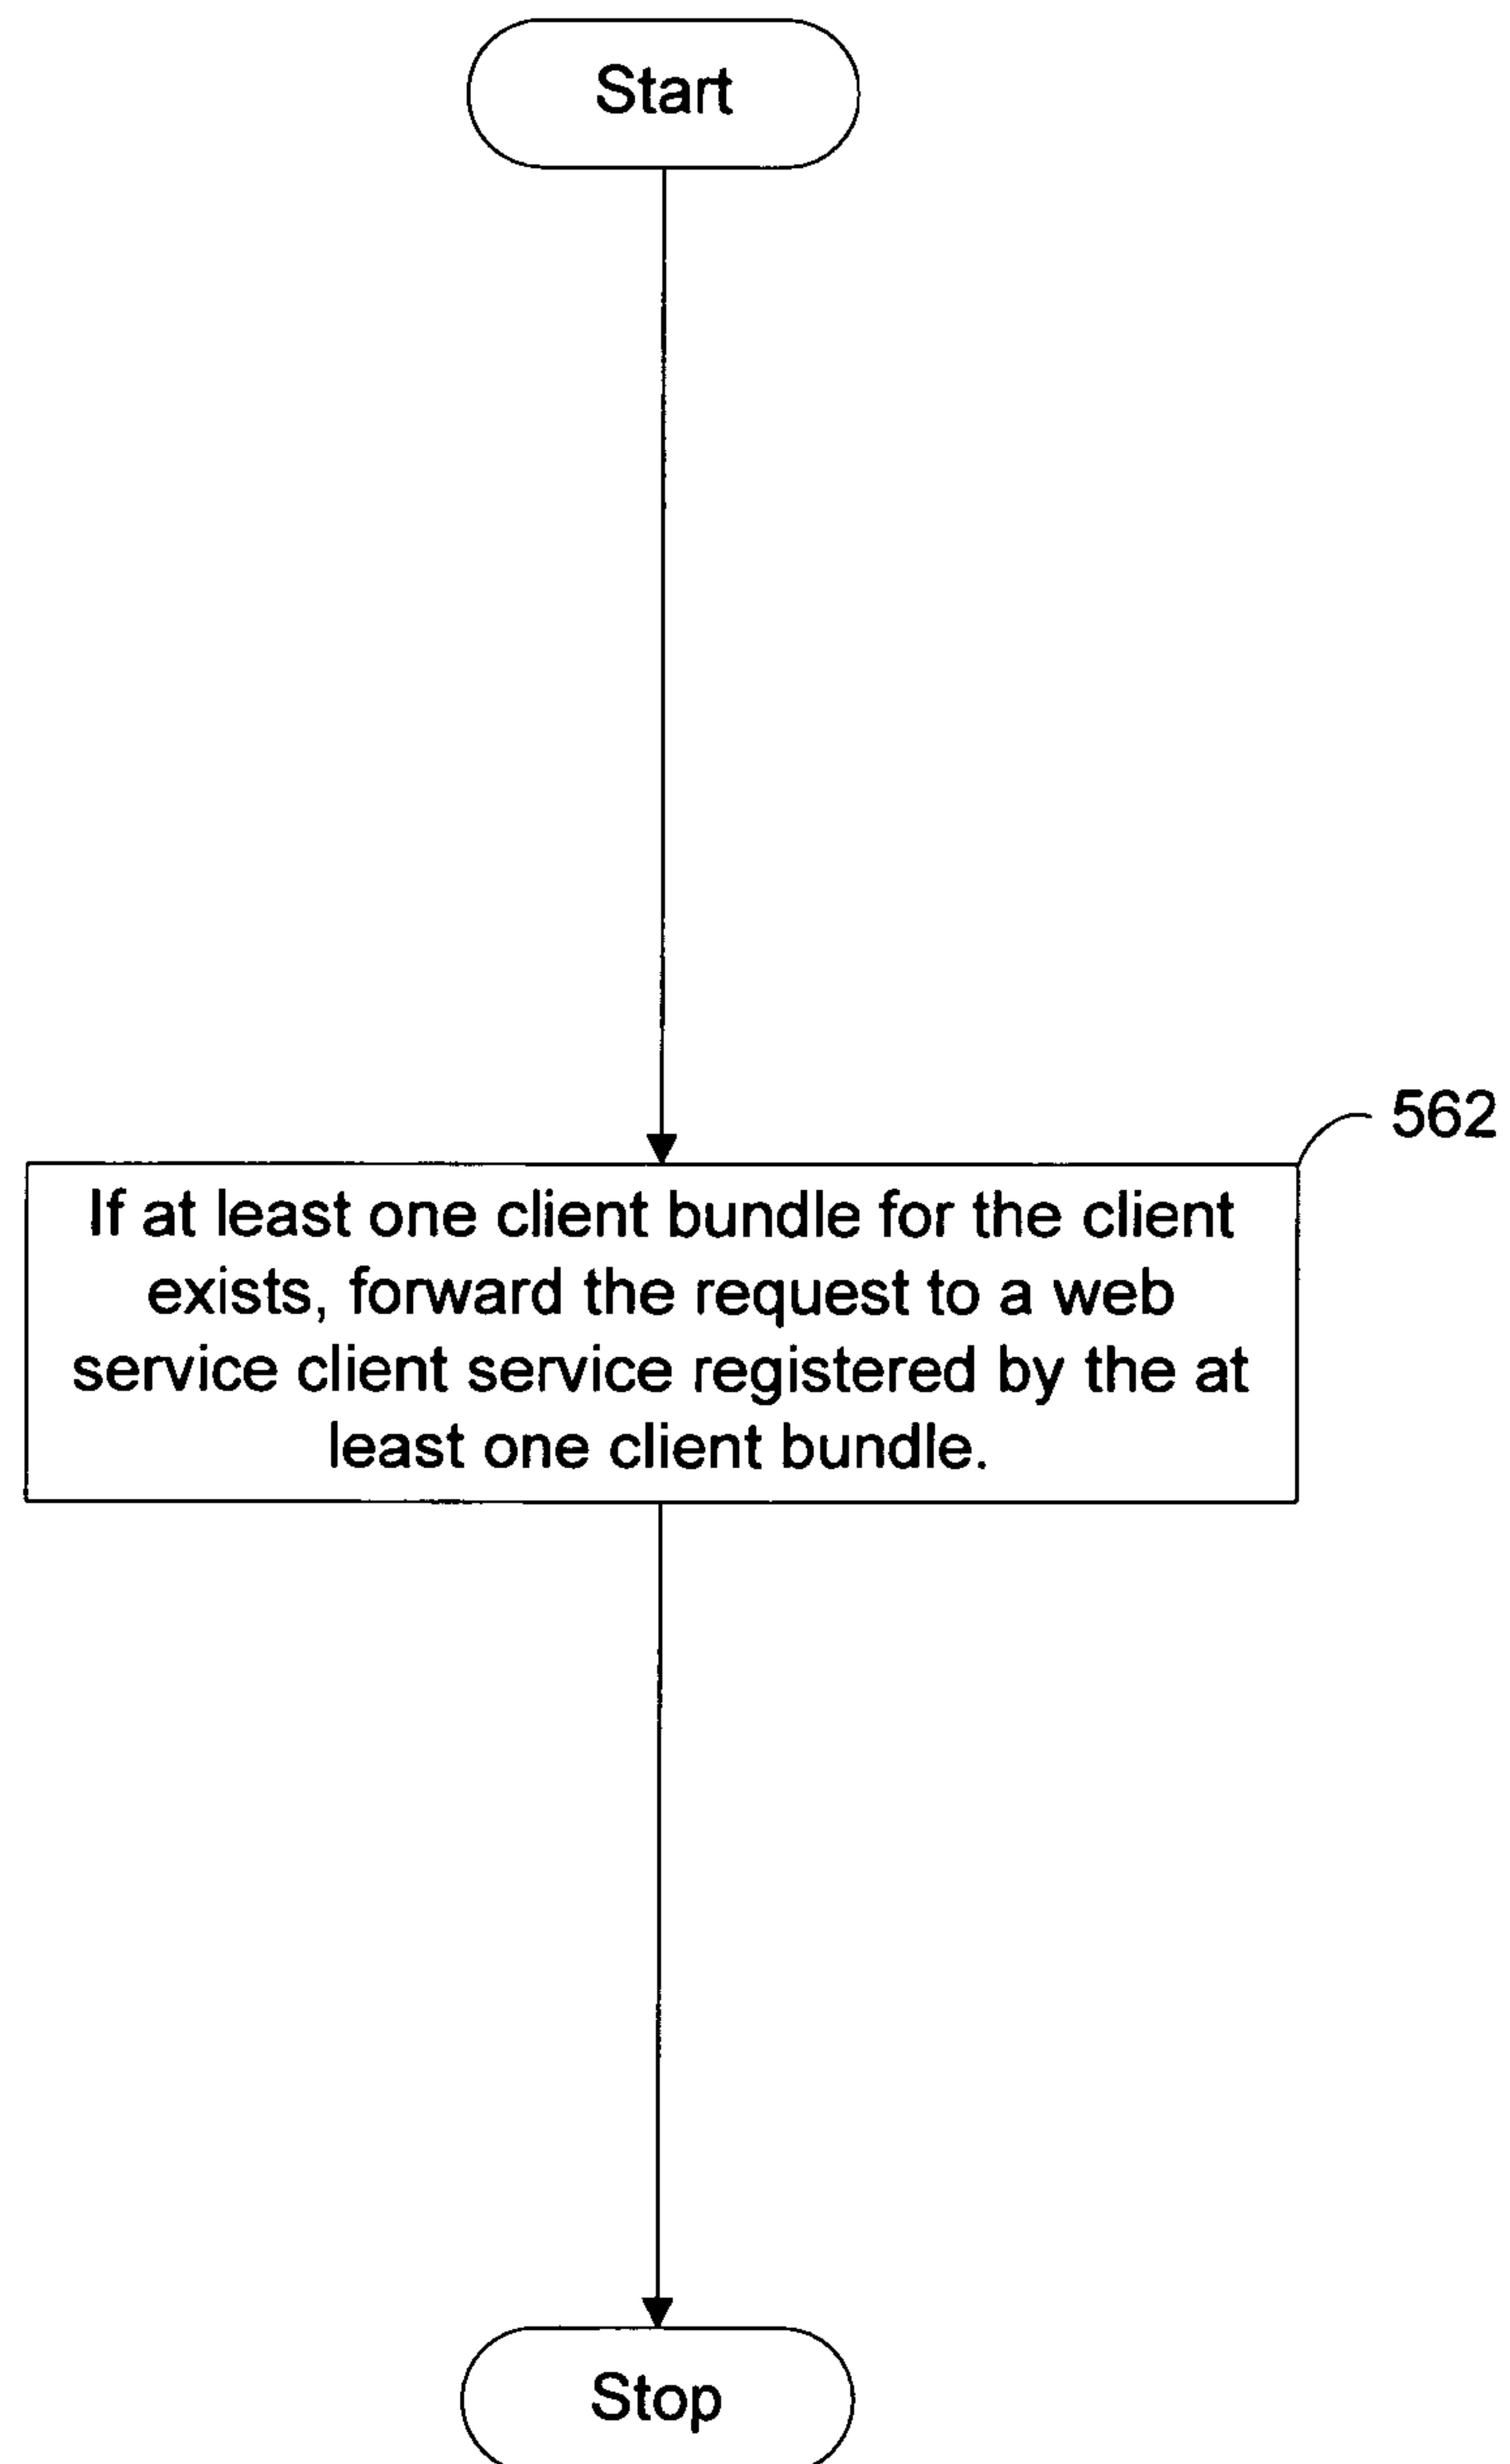 Start
562
If at least one client bundle for the client
exists, forward the request to a web
service client service registered by the at
least one client bundle.
Stop